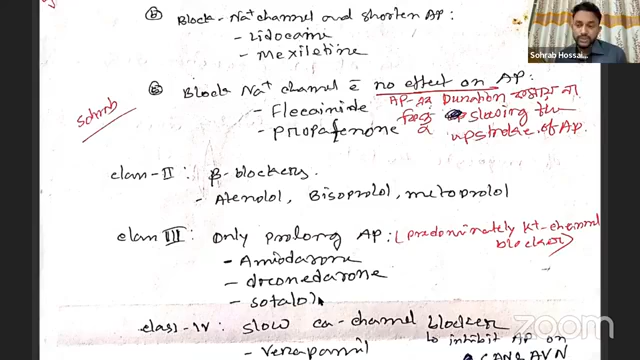 ⓑ Block Na⁺ channel and shorten AP:
- Lidocaine
- Mexiletine
ⓒ Block Na⁺ channel c̄ no effect on AP:
- Flecainide
- Propafenone
AP-এর Duration
slowing the
upstroke of AP.
Sohrab
class-II: β-blockers.
- Atenolol, Bisoprolol, metoprolol
class III: Only prolong AP: (predominately K⁺-channel
blocker)
- Amiodarone
- dronedarone
- sotalol
class-IV: slow ca-channel blocker
- verapamil
to inhibit AP on
SAN & AVN
Sohrab Hossai...
zoom